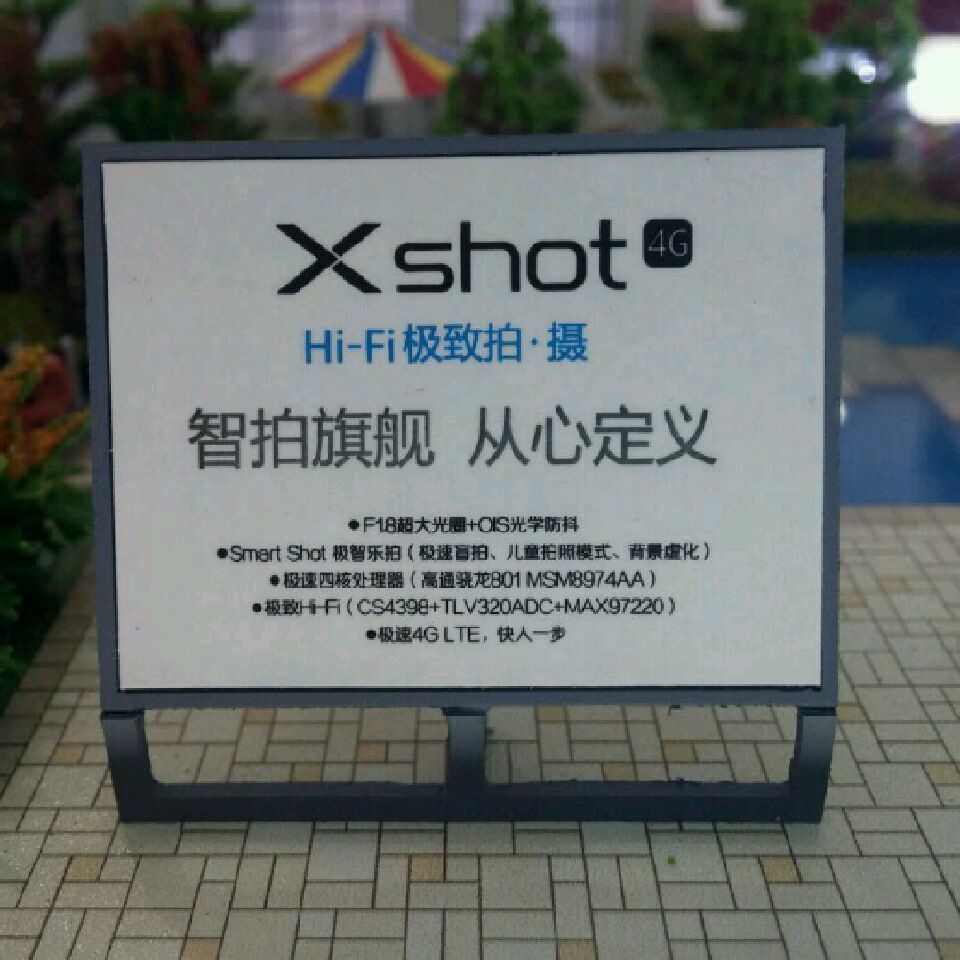 Xshot 4G
Hi-Fi极致拍·摄
智拍旗舰 从心定义
●F1.8超大光圈+OIS光学防抖
●Smart Shot 极智乐拍（极速盲拍、儿童拍照模式、背景虚化）
●极速四核处理器（高通骁龙801 MSM8974AA）
●极致Hi-Fi（CS4398+TLV320ADC+MAX97220）
●极速4G LTE，快人一步